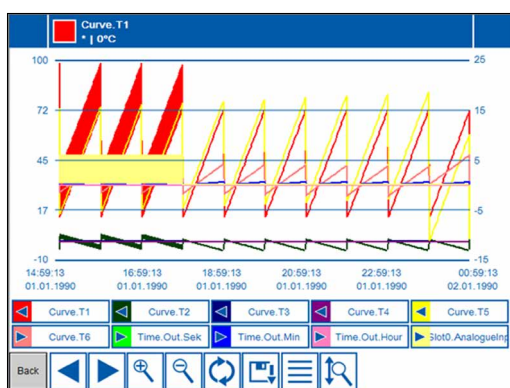 Curve.T1
* | 0°C
100
25
72
15
45
5
17
-5
-10
-15
14:59:13 16:59:13 18:59:13 20:59:13 22:59:13 00:59:13
01.01.1990 01.01.1990 01.01.1990 01.01.1990 01.01.1990 02.01.1990
Curve.T1 Curve.T2 Curve.T3 Curve.T4 Curve.T5
Curve.T6 Time.Out.Sek Time.Out.Min Time.Out.Hour Slot0.AnalogueInp
Back